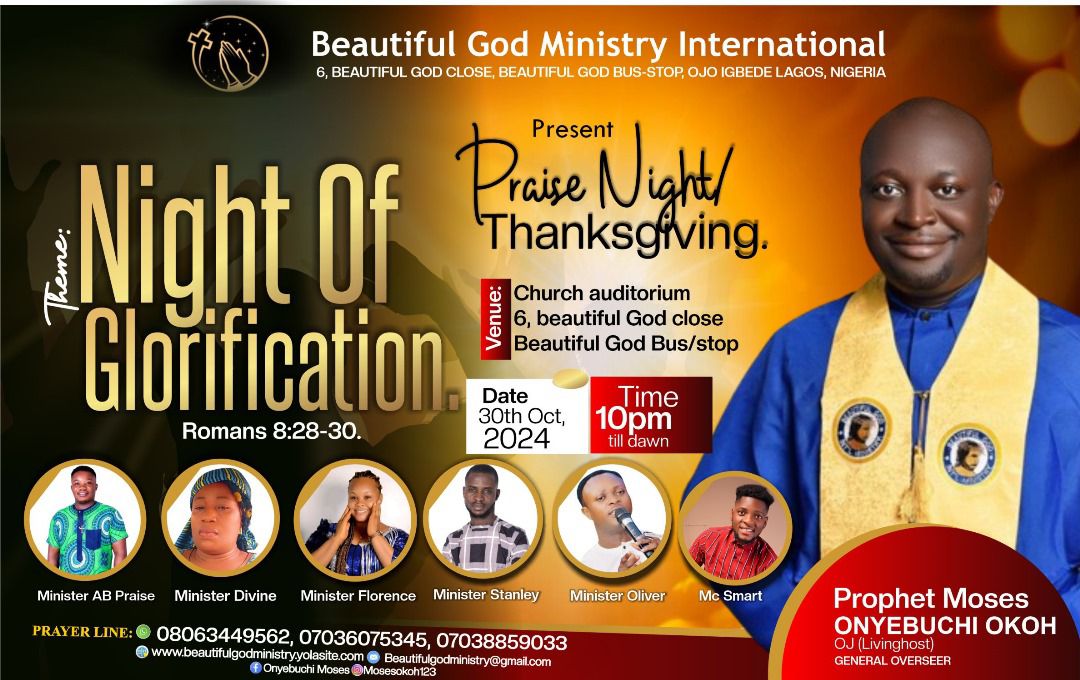 Beautiful God Ministry International
6, BEAUTIFUL GOD CLOSE, BEAUTIFUL GOD BUS-STOP, OJO IGBEDE LAGOS, NIGERIA
Present
Praise Night/
Thanksgiving.
Theme:
Night Of
Glorification.
Romans 8:28-30.
Venue:
Church auditorium
6, beautiful God close
Beautiful God Bus/stop
Date
30th Oct,
2024
Time
10pm
till dawn
Minister AB Praise
Minister Divine
Minister Florence
Minister Stanley
Minister Oliver
Mc Smart
Prophet Moses
ONYEBUCHI OKOH
OJ (Livinghost)
GENERAL OVERSEER
PRAYER LINE: 08063449562, 07036075345, 07038859033
www.beautifulgodministry.yolasite.com Beautifulgodministry@gmail.com
Onyebuchi Moses Mosesokoh123